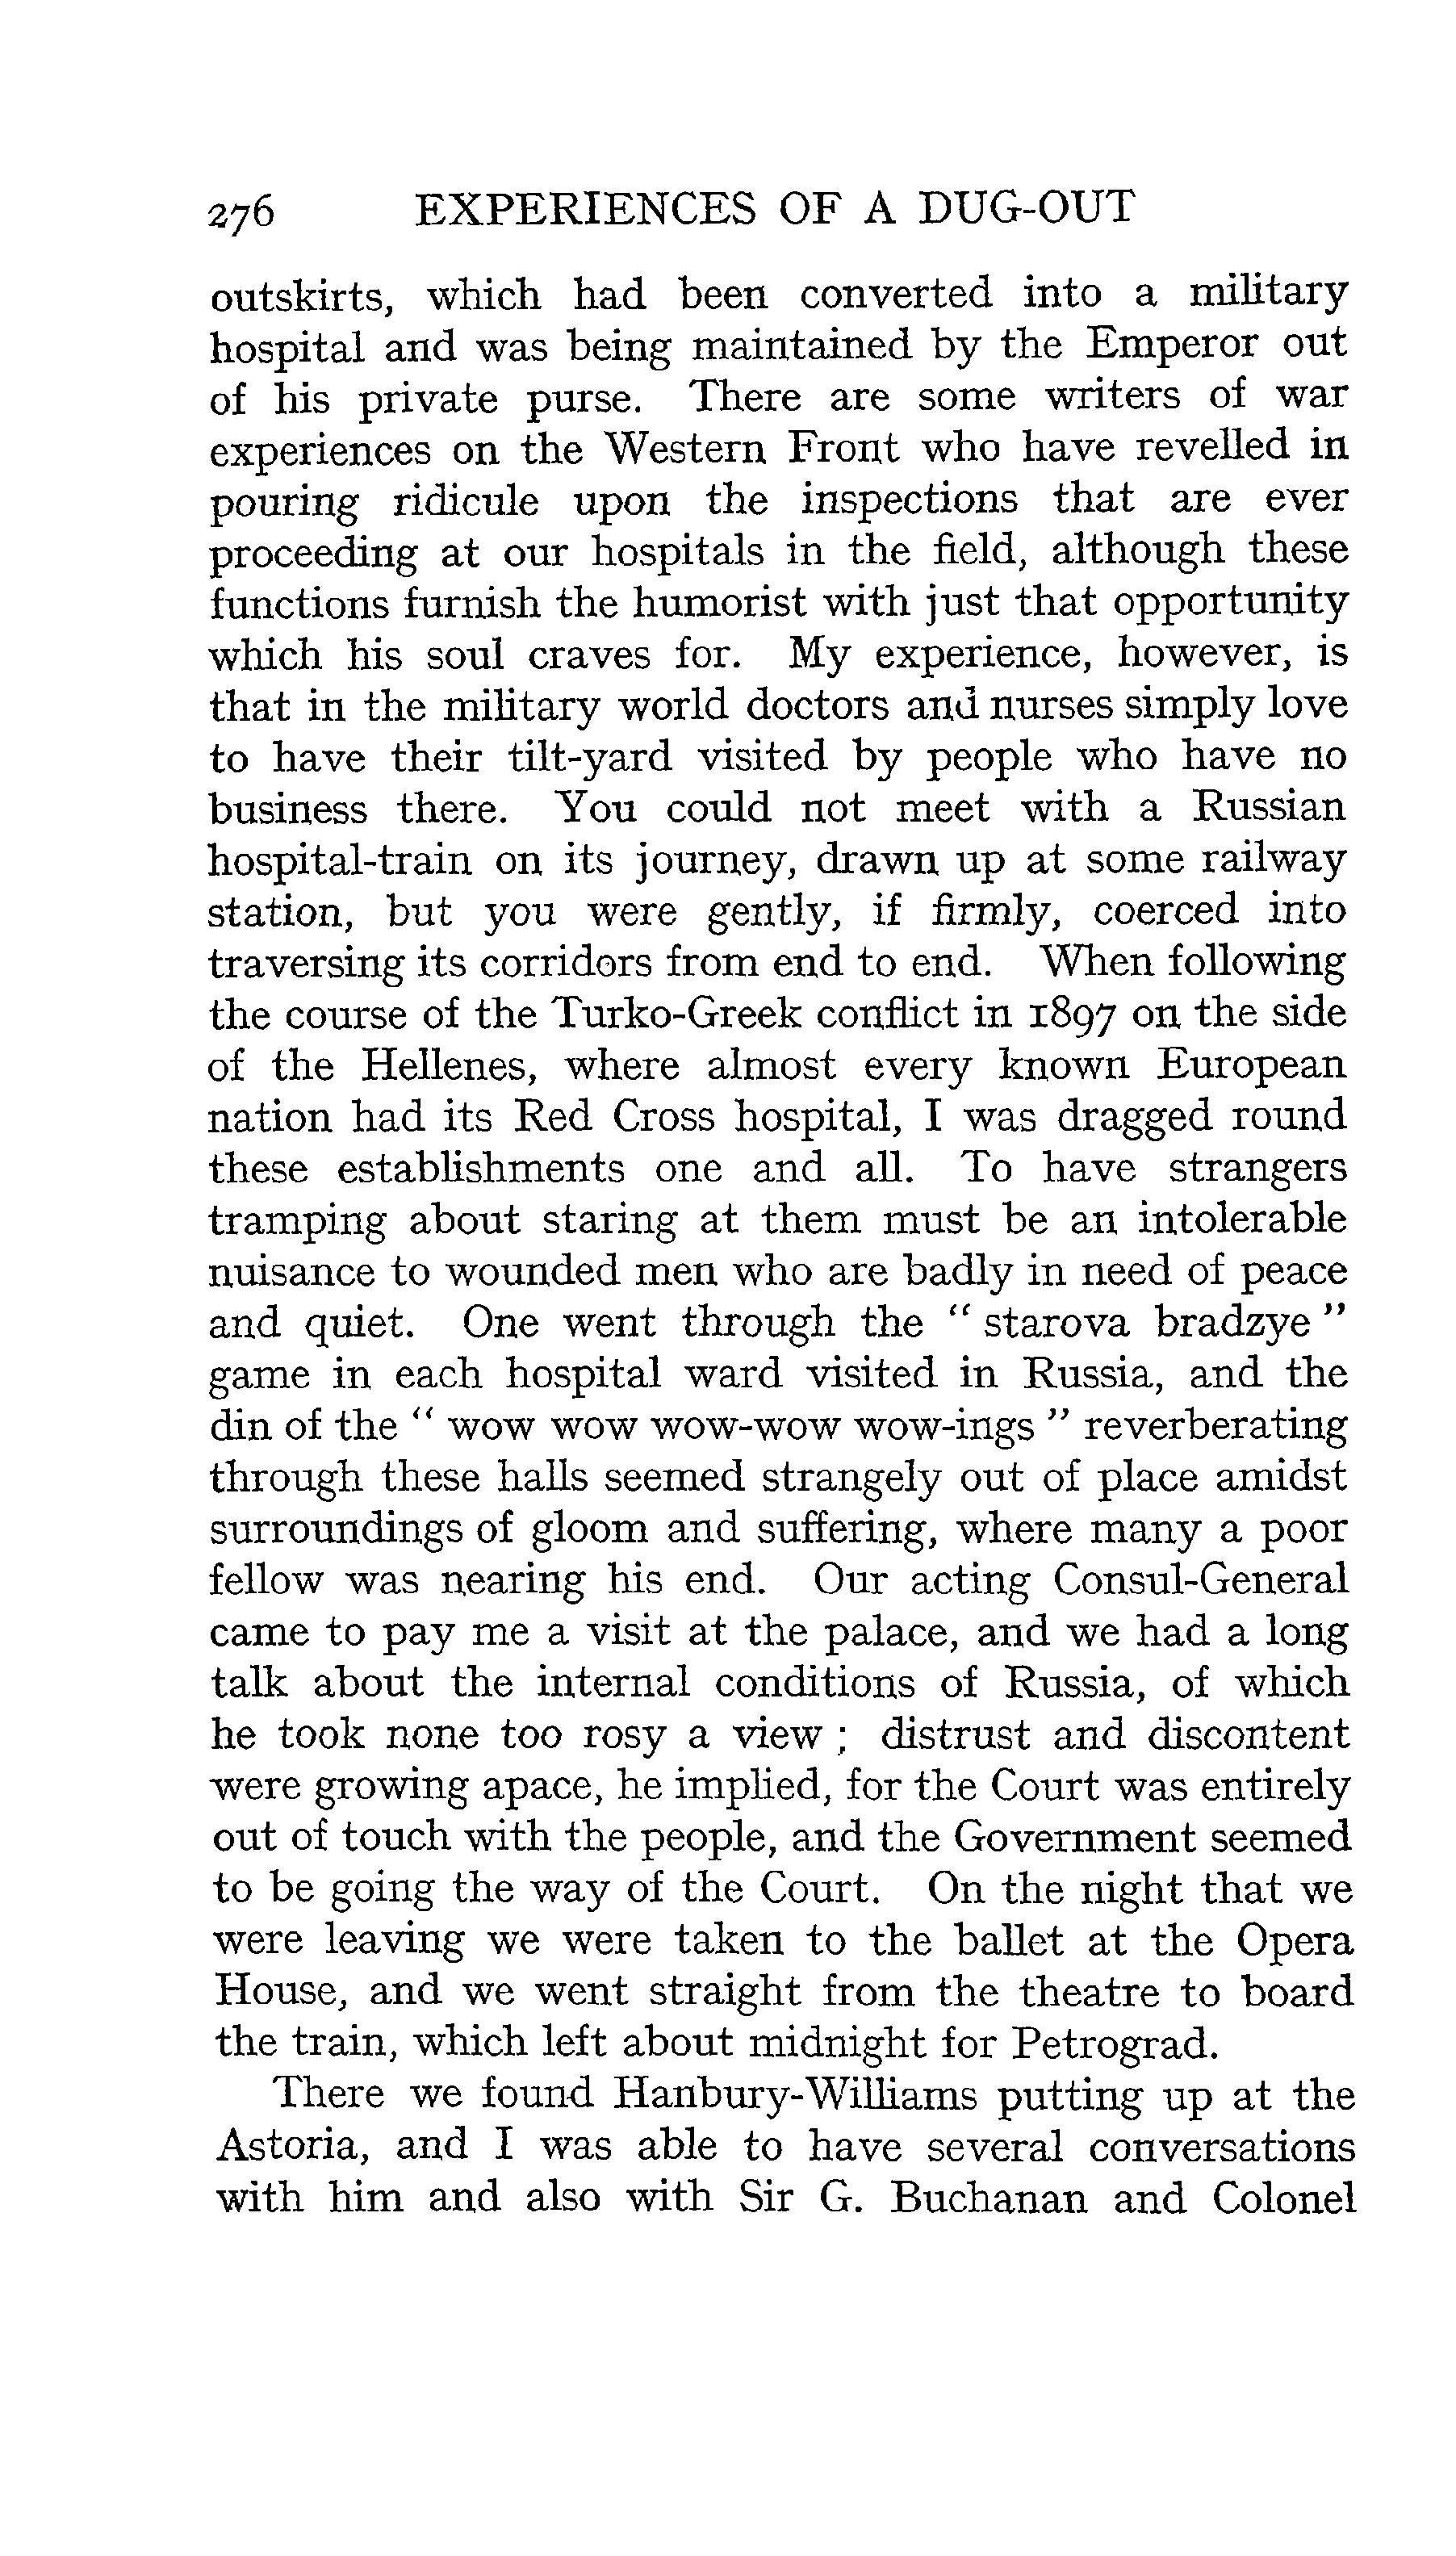 276 EXPERIENCES OF A DUG-OUT
outskirts, which had been converted into a military
hospital and was being maintained by the Emperor out
of his private purse. There are some writers of war
experiences on the Western Front who have revelled in
pouring ridicule upon the inspections that are ever
proceeding at our hospitals in the field, although these
functions furnish the humorist with just that opportunity
which his soul craves for. My experience, however, is
that in the military world doctors and nurses simply love
to have their tilt-yard visited by people who have no
business there. You could not meet with a Russian
hospital-train on its journey, drawn up at some railway
station, but you were gently, if firmly, coerced into
traversing its corridors from end to end. When following
the course of the Turko-Greek conflict in 1897 on the side
of the Hellenes, where almost every known European
nation had its Red Cross hospital, I was dragged round
these establishments one and all. To have strangers
tramping about staring at them must be an intolerable
nuisance to wounded men who are badly in need of peace
and quiet. One went through the “ starova bradzye ”
game in each hospital ward visited in Russia, and the
din of the “ wow wow wow-wow wow-ings ” reverberating
through these halls seemed strangely out of place amidst
surroundings of gloom and suffering, where many a poor
fellow was nearing his end. Our acting Consul-General
came to pay me a visit at the palace, and we had a long
talk about the internal conditions of Russia, of which
he took none too rosy a view ; distrust and discontent
were growing apace, he implied, for the Court was entirely
out of touch with the people, and the Government seemed
to be going the way of the Court. On the night that we
were leaving we were taken to the ballet at the Opera
House, and we went straight from the theatre to board
the train, which left about midnight for Petrograd.
There we found Hanbury-Williams putting up at the
Astoria, and I was able to have several conversations
with him and also with Sir G. Buchanan and Colonel